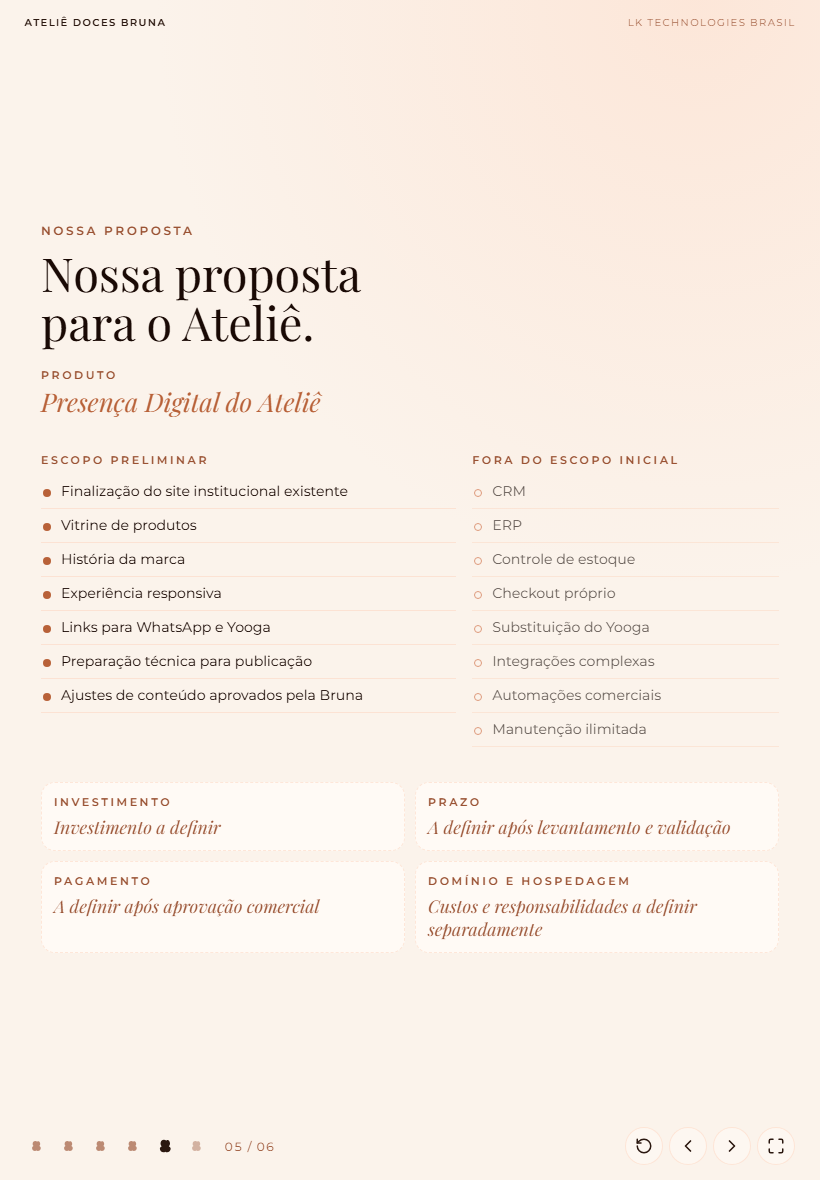 ATELIÊ DOCES BRUNA
LK TECHNOLOGIES BRASIL
NOSSA PROPOSTA
Nossa proposta
para o Ateliê.
PRODUTO
Presença Digital do Ateliê
ESCOPO PRELIMINAR
Finalização do site institucional existente
Vitrine de produtos
História da marca
Experiência responsiva
Links para WhatsApp e Yooga
Preparação técnica para publicação
Ajustes de conteúdo aprovados pela Bruna
FORA DO ESCOPO INICIAL
CRM
ERP
Controle de estoque
Checkout próprio
Substituição do Yooga
Integrações complexas
Automações comerciais
Manutenção ilimitada
INVESTIMENTO
Investimento a definir
PRAZO
A definir após levantamento e validação
PAGAMENTO
A definir após aprovação comercial
DOMÍNIO E HOSPEDAGEM
Custos e responsabilidades a definir
separadamente
05 / 06